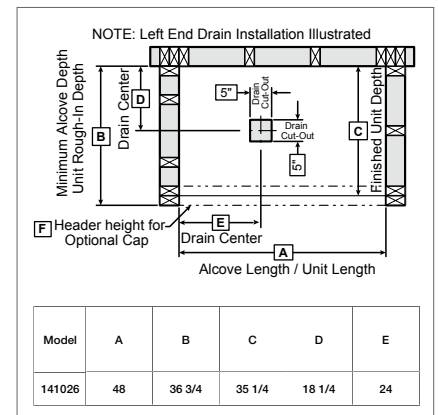 NOTE: Left End Drain Installation Illustrated
Minimum Alcove Depth
Unit Rough-In Depth
B
Drain Center
D
5"
Drain
Cut-Out
Drain
Cut-Out
5"
C
Finished Unit Depth
F Header height for
Optional Cap
E
Drain Center
A
Alcove Length / Unit Length
Model A B C D E
141026 48 36 3/4 35 1/4 18 1/4 24